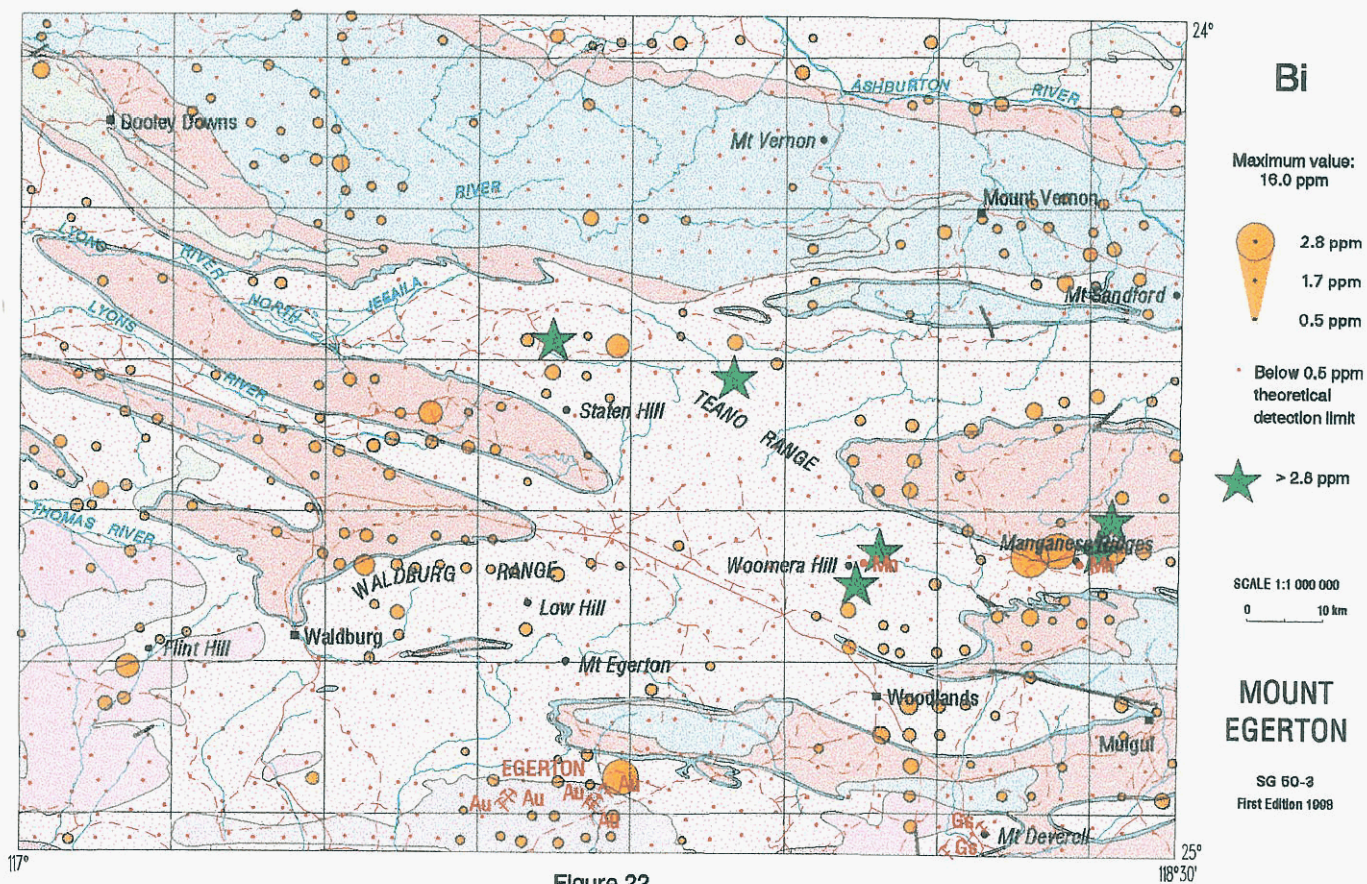 24°
Bi
Maximum value:
16.0 ppm
2.8 ppm
1.7 ppm
0.5 ppm
Below 0.5 ppm
theoretical
detection limit
> 2.8 ppm
SCALE 1:1 000 000
0 10 km
MOUNT
EGERTON
SG 50-3
First Edition 1998
ASHBURTON
RIVER
Dooley Downs
Mt Vernon
RIVER
Mount Vernon
LYONS
RIVER
NORTH
JEEAILA
Mt Sandford
LYONS
RIVER
Staten Hill
TEANO RANGE
THOMAS RIVER
Manganese Ridges
Mn
Woomera Hill
Mn
WALDBURG RANGE
Low Hill
Waldburg
Flint Hill
Mt Egerton
Woodlands
Mulgul
EGERTON
Au
Au
Au
Au
Ag
Gs
Mt Deverell
Gs
117°
25°
118°30'
Figure 22